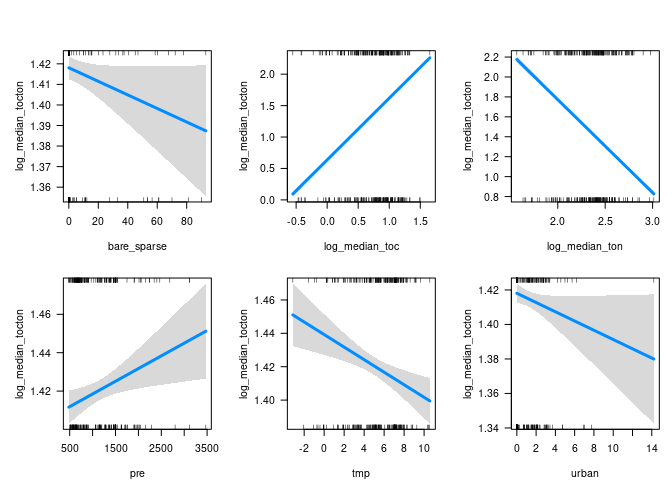 log_median_tocton
1.42
1.41
1.40
1.39
1.38
1.37
1.36
0 20 40 60 80
bare_sparse
log_median_tocton
2.0
1.5
1.0
0.5
0.0
-0.5 0.0 0.5 1.0 1.5
log_median_toc
log_median_tocton
2.2
2.0
1.8
1.6
1.4
1.2
1.0
0.8
2.0 2.5 3.0
log_median_ton
log_median_tocton
1.46
1.44
1.42
500 1500 2500 3500
pre
log_median_tocton
1.46
1.44
1.42
1.40
-2 0 2 4 6 8 10
tmp
log_median_tocton
1.42
1.40
1.38
1.36
1.34
0 2 4 6 8 10 14
urban